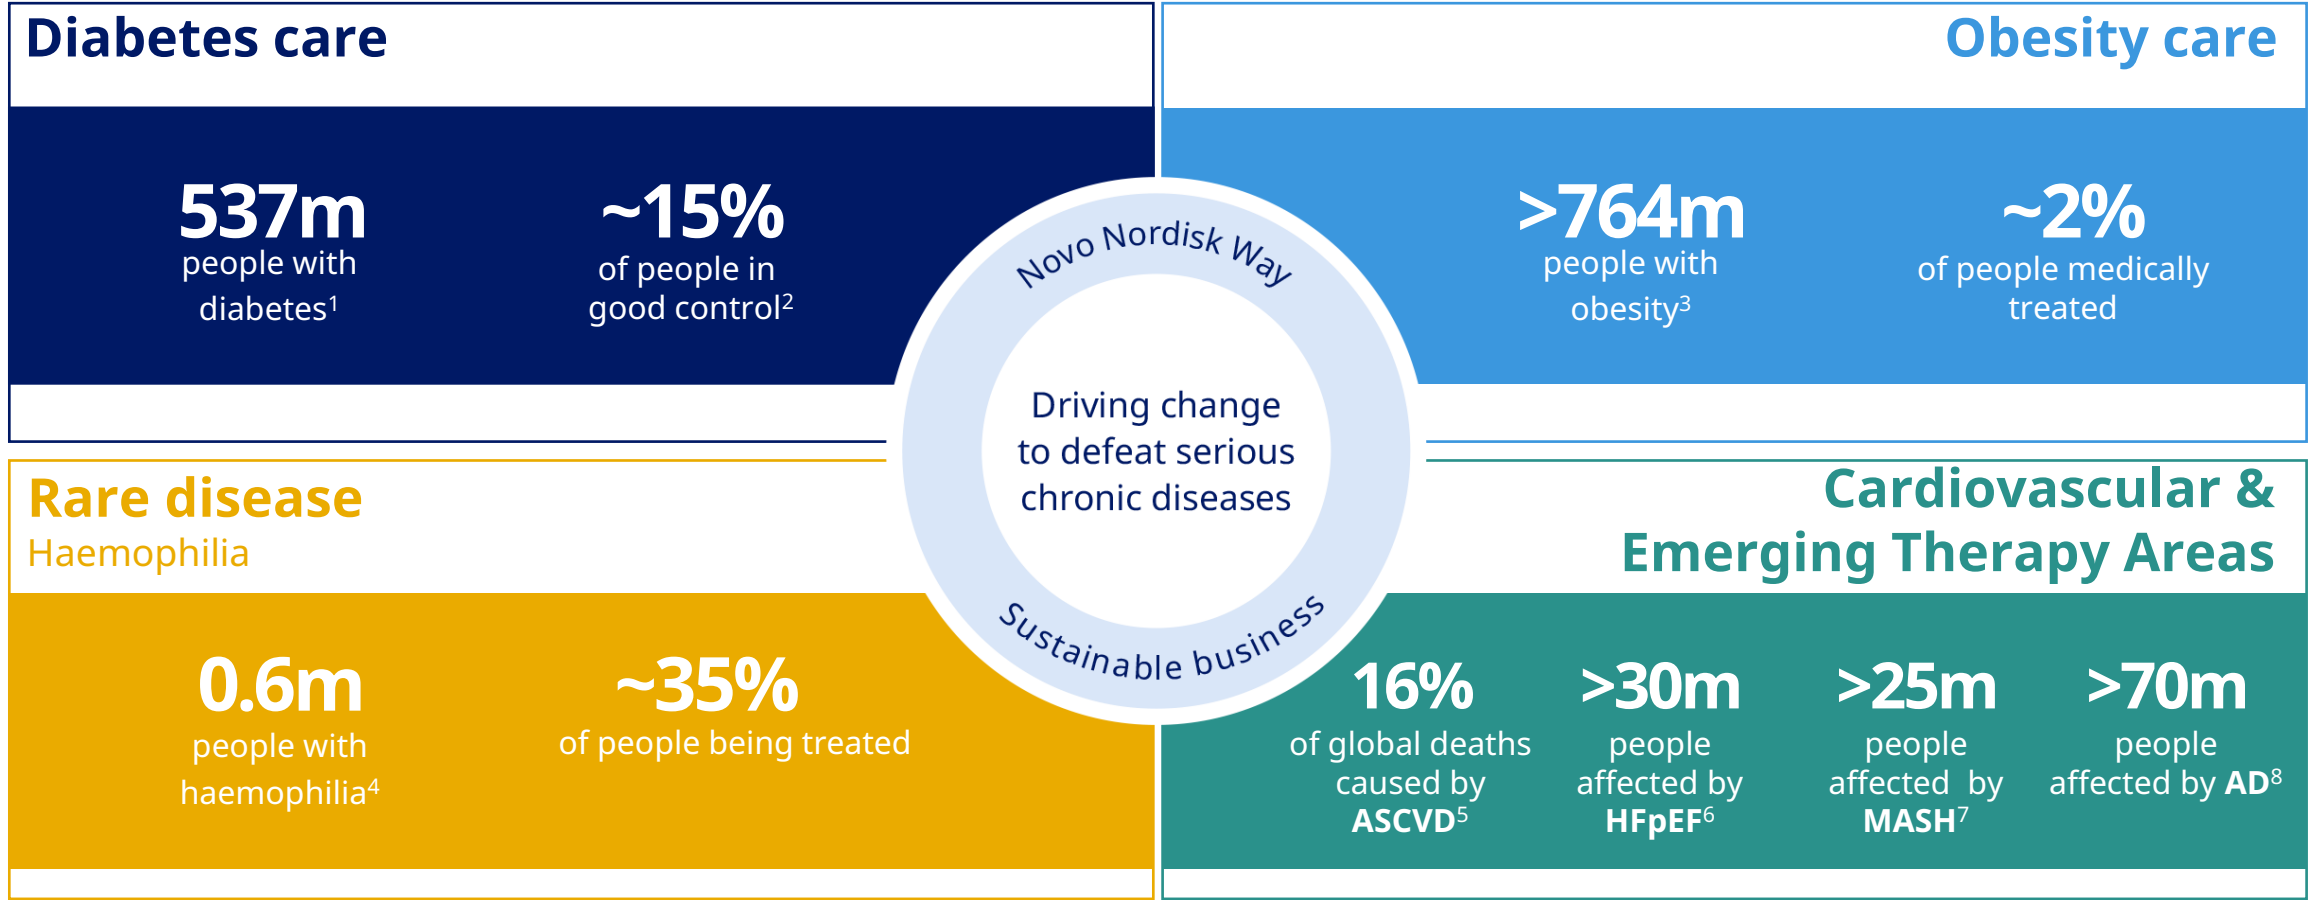 Diabetes care
537m
people with
diabetes1
~15%
of people in
good control2
Obesity care
>764m
people with
obesity3
~2%
of people medically
treated
Novo Nordisk Way
Driving change
to defeat serious
chronic diseases
Sustainable business
Rare disease
Haemophilia
0.6m
people with
haemophilia4
~35%
of people being treated
Cardiovascular &
Emerging Therapy Areas
16%
of global deaths
caused by
ASCVD5
>30m
people
affected by
HFpEF6
>25m
people
affected  by
MASH7
>70m
people
affected by AD8